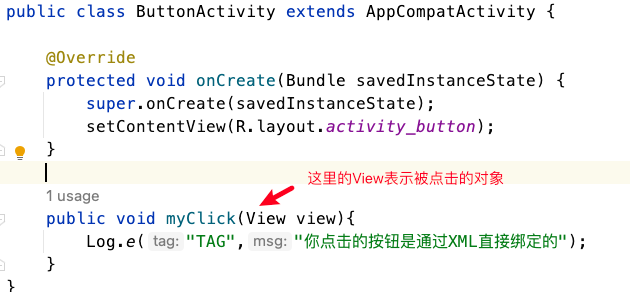 public class ButtonActivity extends AppCompatActivity {
@Override
protected void onCreate(Bundle savedInstanceState) {
super.onCreate(savedInstanceState);
setContentView(R.layout.activity_button);
}
这里的View表示被点击的对象
1 usage
public void myClick(View view){
Log.e( tag: "TAG", msg: "你点击的按钮是通过XML直接绑定的");
}
}